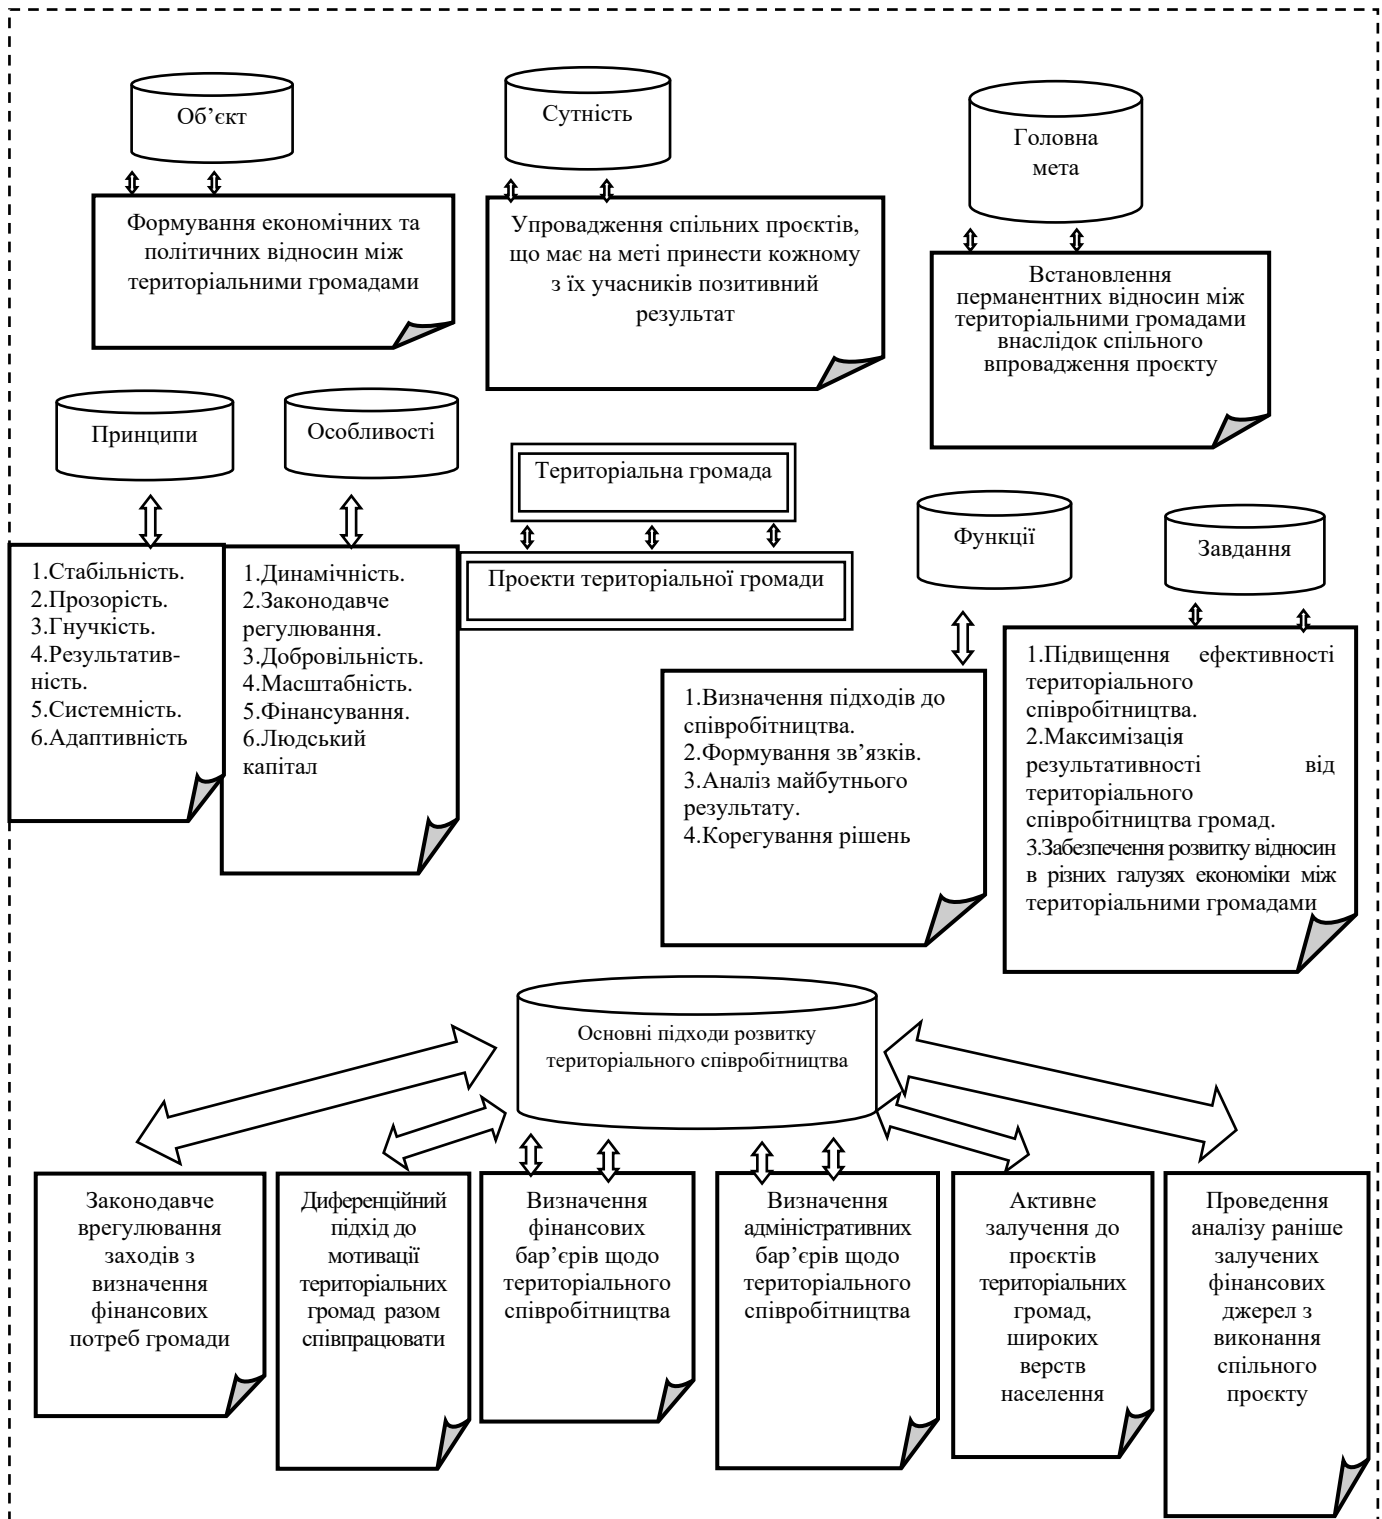 Об’єкт
Сутність
Головна
мета
Формування економічних та
політичних відносин між
територіальними громадами
Упровадження спільних проєктів,
що має на меті принести кожному
з їх учасників позитивний
результат
Встановлення
перманентних відносин між
територіальними громадами
внаслідок спільного
впровадження проєкту
Принципи
Особливості
Територіальна громада
Проекти територіальної громади
Функції
Завдання
1.Стабільність.
2.Прозорість.
3.Гнучкість.
4.Результатив-
ність.
5.Системність.
6.Адаптивність
1.Динамічність.
2.Законодавче
регулювання.
3.Добровільність.
4.Масштабність.
5.Фінансування.
6.Людський
капітал
1.Визначення підходів до
співробітництва.
2.Формування зв’язків.
3.Аналіз майбутнього
результату.
4.Корегування рішень
1.Підвищення ефективності
територіального
співробітництва.
2.Максимізація
результативності від
територіального
співробітництва громад.
3.Забезпечення розвитку відносин
в різних галузях економіки між
територіальними громадами
Основні підходи розвитку
територіального співробітництва
Законодавче
врегулювання
заходів з
визначення
фінансових
потреб громади
Диференційний
підхід до
мотивації
територіальних
громад разом
співпрацювати
Визначення
фінансових
бар’єрів щодо
територіального
співробітництва
Визначення
адміністративних
бар’єрів щодо
територіального
співробітництва
Активне
залучення до
проєктів
територіальних
громад,
широких
верств
населення
Проведення
аналізу раніше
залучених
фінансових
джерел з
виконання
спільного
проєкту